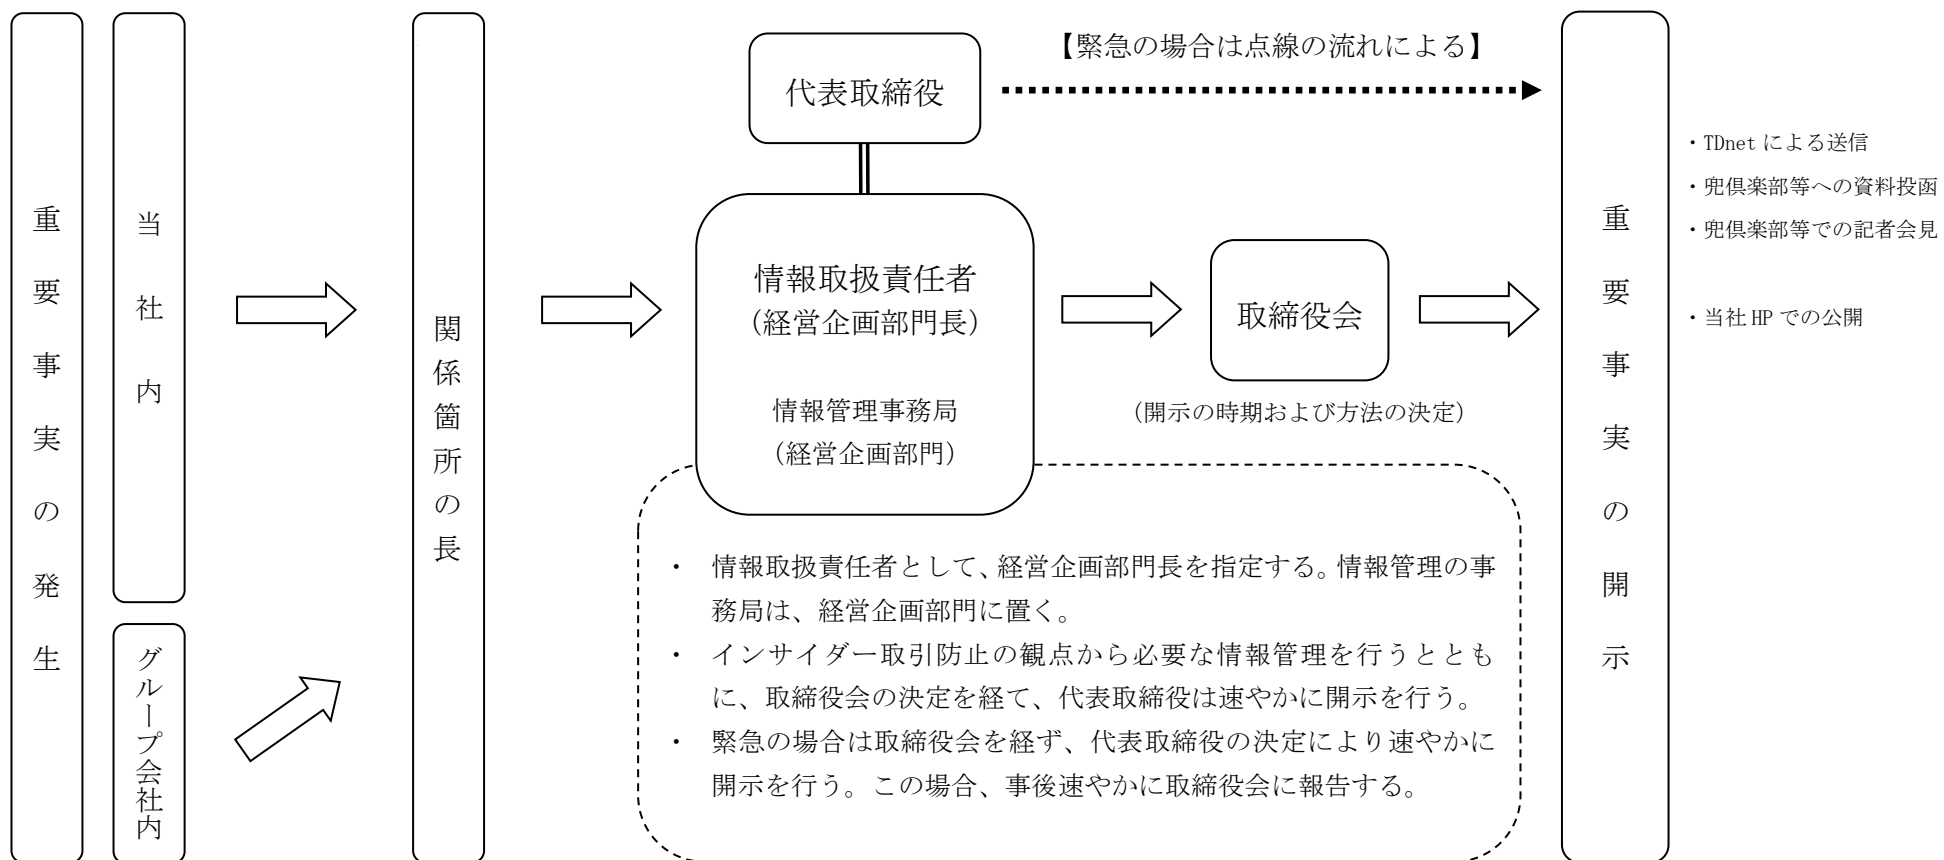 重要事実の発生
当社内
グループ会社内
関係箇所の長
代表取締役
【緊急の場合は点線の流れによる】
情報取扱責任者
（経営企画部門長）
情報管理事務局
（経営企画部門）
取締役会
（開示の時期および方法の決定）
・ 情報取扱責任者として、経営企画部門長を指定する。情報管理の事
務局は、経営企画部門に置く。
・ インサイダー取引防止の観点から必要な情報管理を行うととも
に、取締役会の決定を経て、代表取締役は速やかに開示を行う。
・ 緊急の場合は取締役会を経ず、代表取締役の決定により速やかに
開示を行う。この場合、事後速やかに取締役会に報告する。
重要事実の開示
・TDnet による送信
・兜倶楽部等への資料投函
・兜倶楽部等での記者会見
・当社 HP での公開